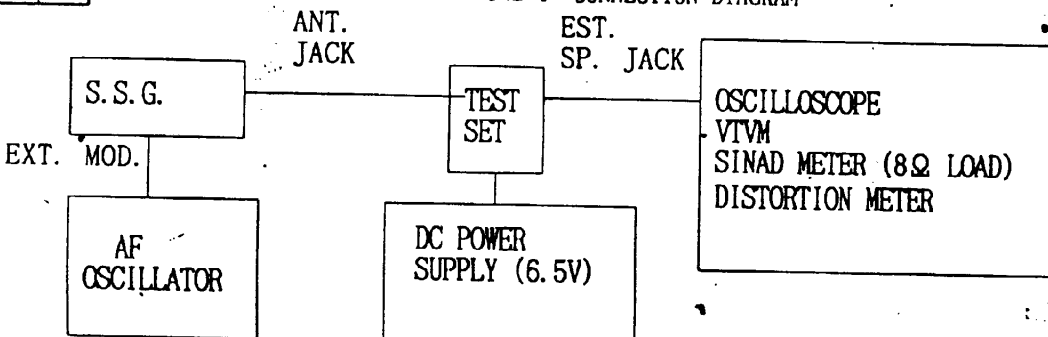 CONNECTION DIAGRAM
ANT.
JACK
EST.
SP. JACK
S.S.G.
TEST
SET
OSCILLOSCOPE
VTVM
SINAD METER (8Ω LOAD)
DISTORTION METER
EXT. MOD.
AF
OSCILLATOR
DC POWER
SUPPLY (6.5V)